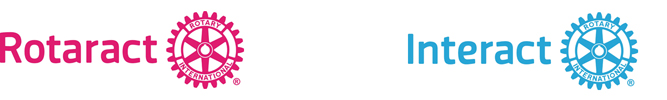 Rotaract
ROTARY
INTERNATIONAL
®
Interact
ROTARY
INTERNATIONAL
®